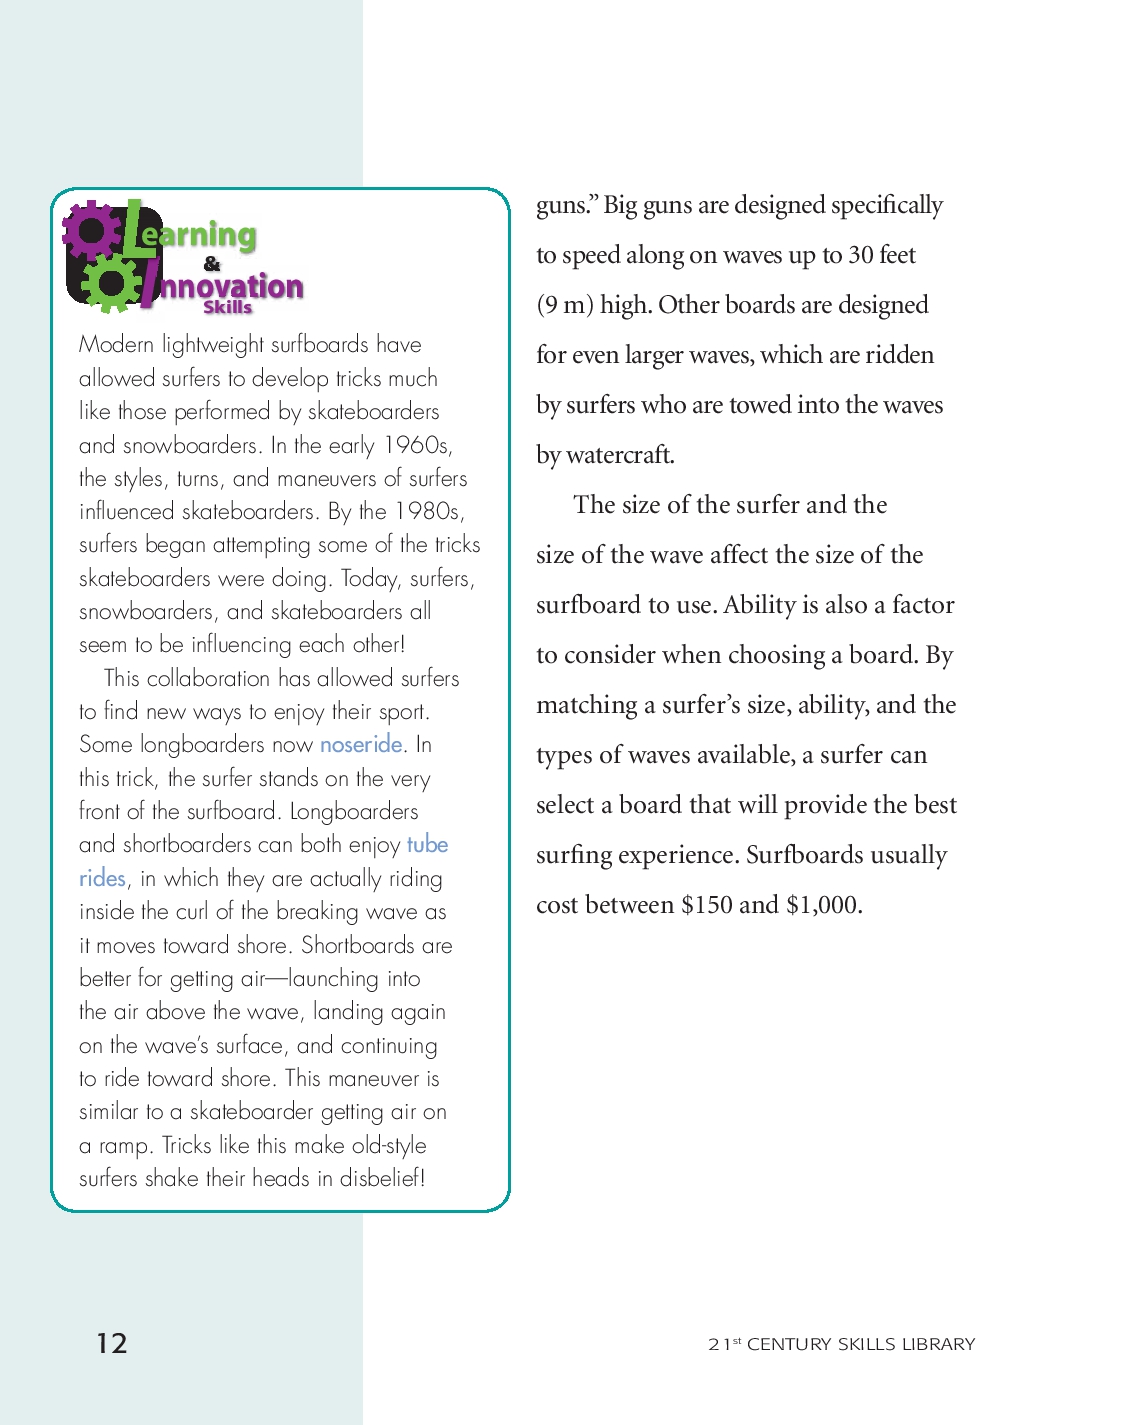 Learning
&
Innovation
Skills
Modern lightweight surfboards have
allowed surfers to develop tricks much
like those performed by skateboarders
and snowboarders. In the early 1960s,
the styles, turns, and maneuvers of surfers
influenced skateboarders. By the 1980s,
surfers began attempting some of the tricks
skateboarders were doing. Today, surfers,
snowboarders, and skateboarders all
seem to be influencing each other!
This collaboration has allowed surfers
to find new ways to enjoy their sport.
Some longboarders now noseride. In
this trick, the surfer stands on the very
front of the surfboard. Longboarders
and shortboarders can both enjoy tube
rides, in which they are actually riding
inside the curl of the breaking wave as
it moves toward shore. Shortboards are
better for getting air—launching into
the air above the wave, landing again
on the wave’s surface, and continuing
to ride toward shore. This maneuver is
similar to a skateboarder getting air on
a ramp. Tricks like this make old-style
surfers shake their heads in disbelief!
guns.” Big guns are designed specifically
to speed along on waves up to 30 feet
(9 m) high. Other boards are designed
for even larger waves, which are ridden
by surfers who are towed into the waves
by watercraft.
The size of the surfer and the
size of the wave affect the size of the
surfboard to use. Ability is also a factor
to consider when choosing a board. By
matching a surfer’s size, ability, and the
types of waves available, a surfer can
select a board that will provide the best
surfing experience. Surfboards usually
cost between $150 and $1,000.
12
21st CENTURY SKILLS LIBRARY